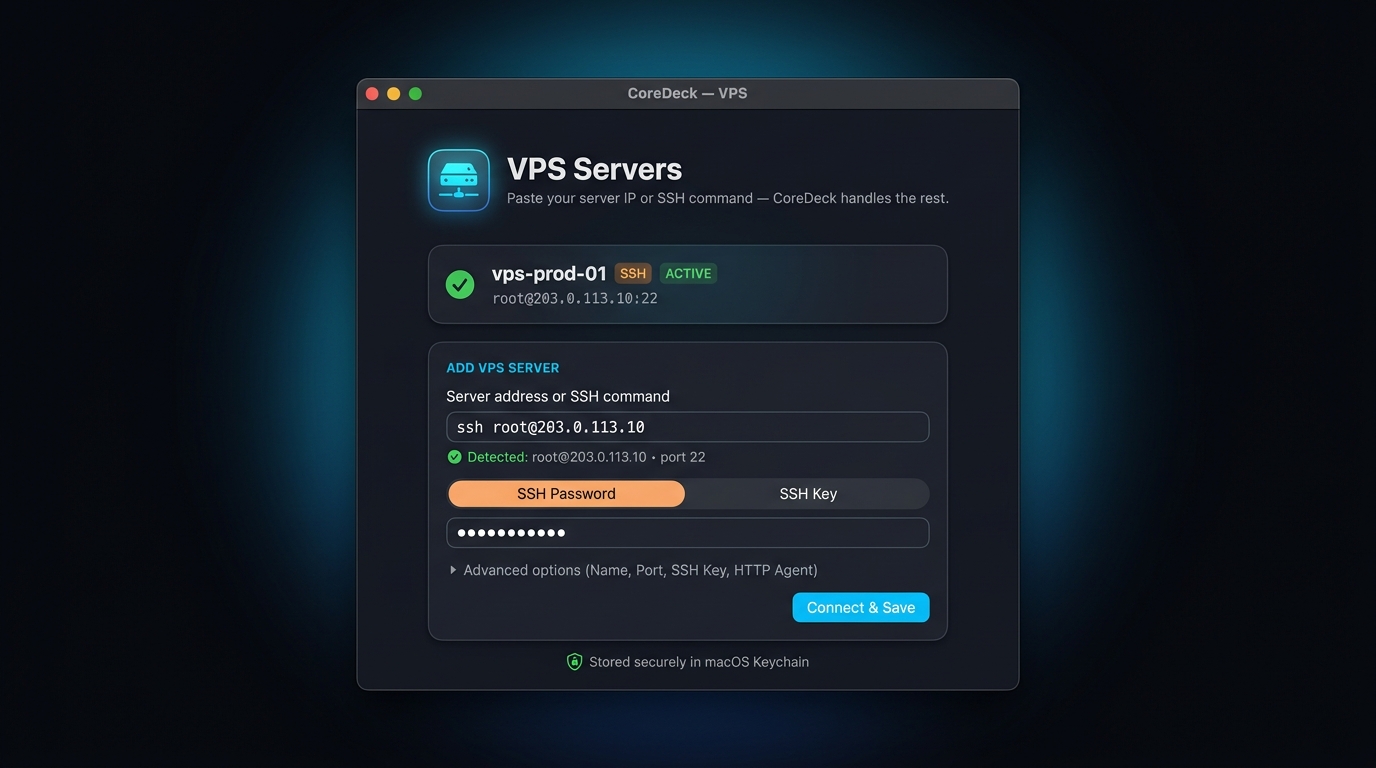 CoreDeck — VPS
VPS Servers
Paste your server IP or SSH command — CoreDeck handles the rest.
vps-prod-01 SSH ACTIVE
root@203.0.113.10:22
ADD VPS SERVER
Server address or SSH command
ssh root@203.0.113.10
Detected: root@203.0.113.10 • port 22
SSH Password SSH Key
●●●●●●●●●●●
Advanced options (Name, Port, SSH Key, HTTP Agent)
Connect & Save
Stored securely in macOS Keychain